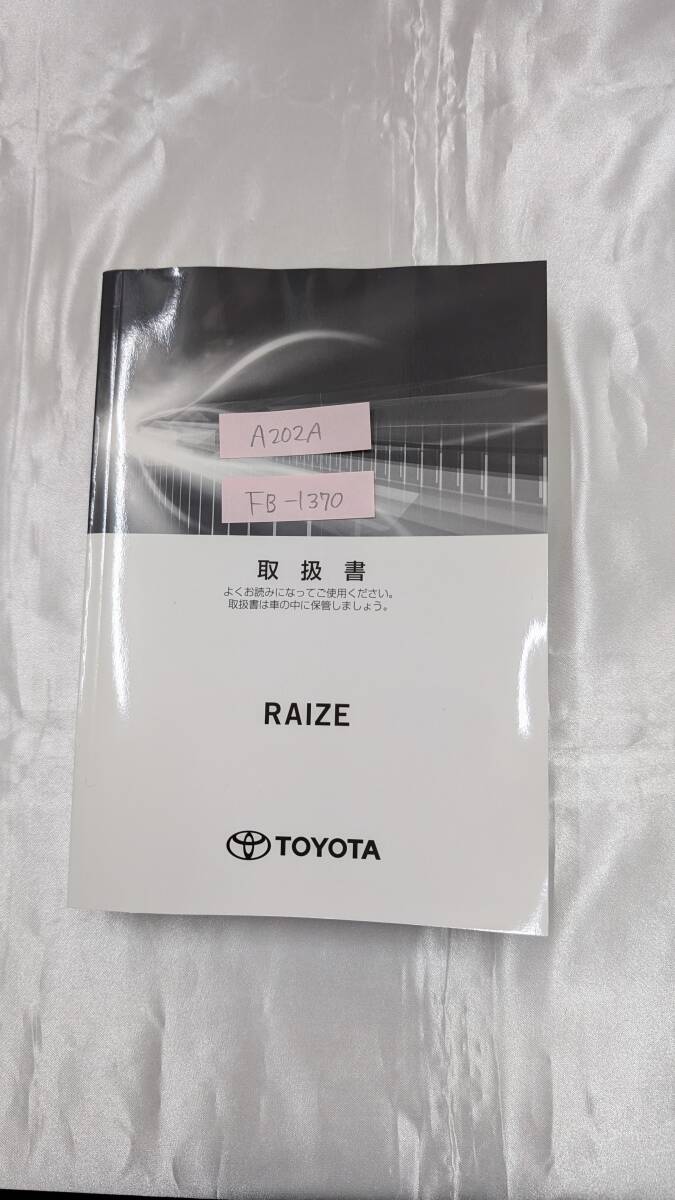 A202A
FB-1370
取扱書
よくお読みになってご使用ください。
取扱書は車の中に保管しましょう。
RAIZE
TOYOTA